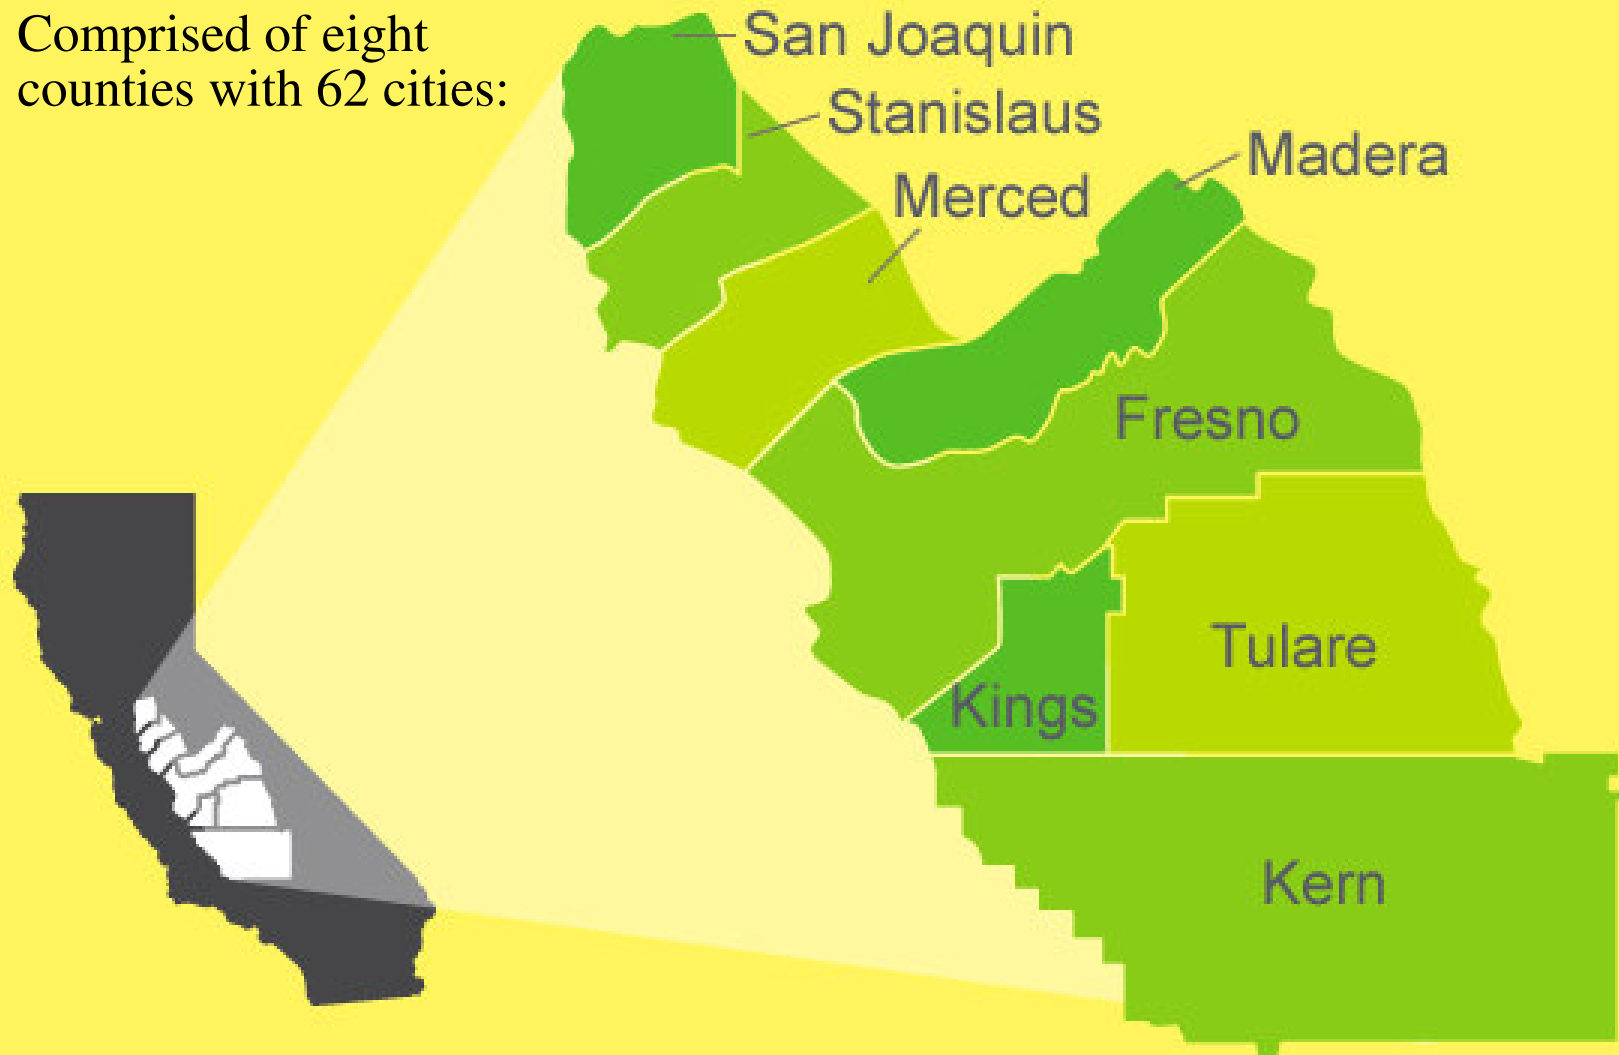 Comprised of eight
counties with 62 cities:
San Joaquin
Stanislaus
Madera
Merced
Fresno
Tulare
Kings
Kern